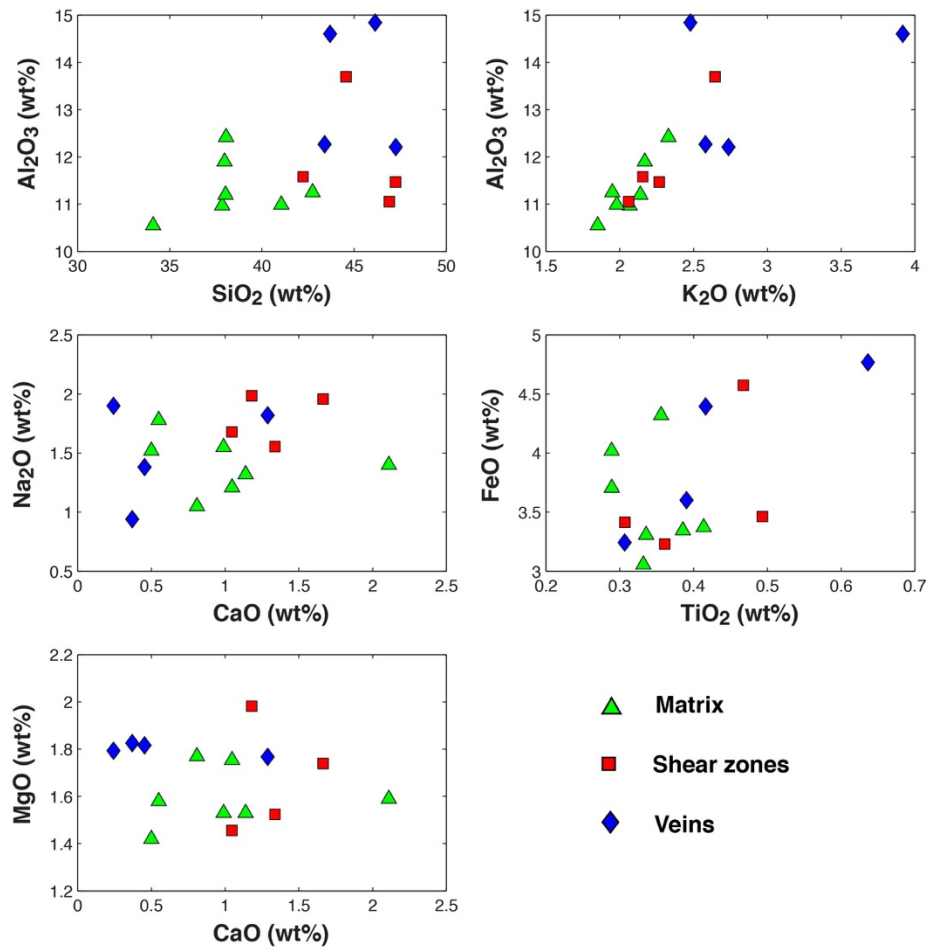 15
14
13
12
11
10
Al₂O₃ (wt%)
30 35 40 45 50
SiO₂ (wt%)
15
14
13
12
11
10
Al₂O₃ (wt%)
1.5 2 2.5 3 3.5 4
K₂O (wt%)
2.5
2
1.5
1
0.5
Na₂O (wt%)
0 0.5 1 1.5 2 2.5
CaO (wt%)
5
4.5
4
3.5
3
FeO (wt%)
0.2 0.3 0.4 0.5 0.6 0.7
TiO₂ (wt%)
2.2
2
1.8
1.6
1.4
1.2
MgO (wt%)
0 0.5 1 1.5 2 2.5
CaO (wt%)
Matrix
Shear zones
Veins